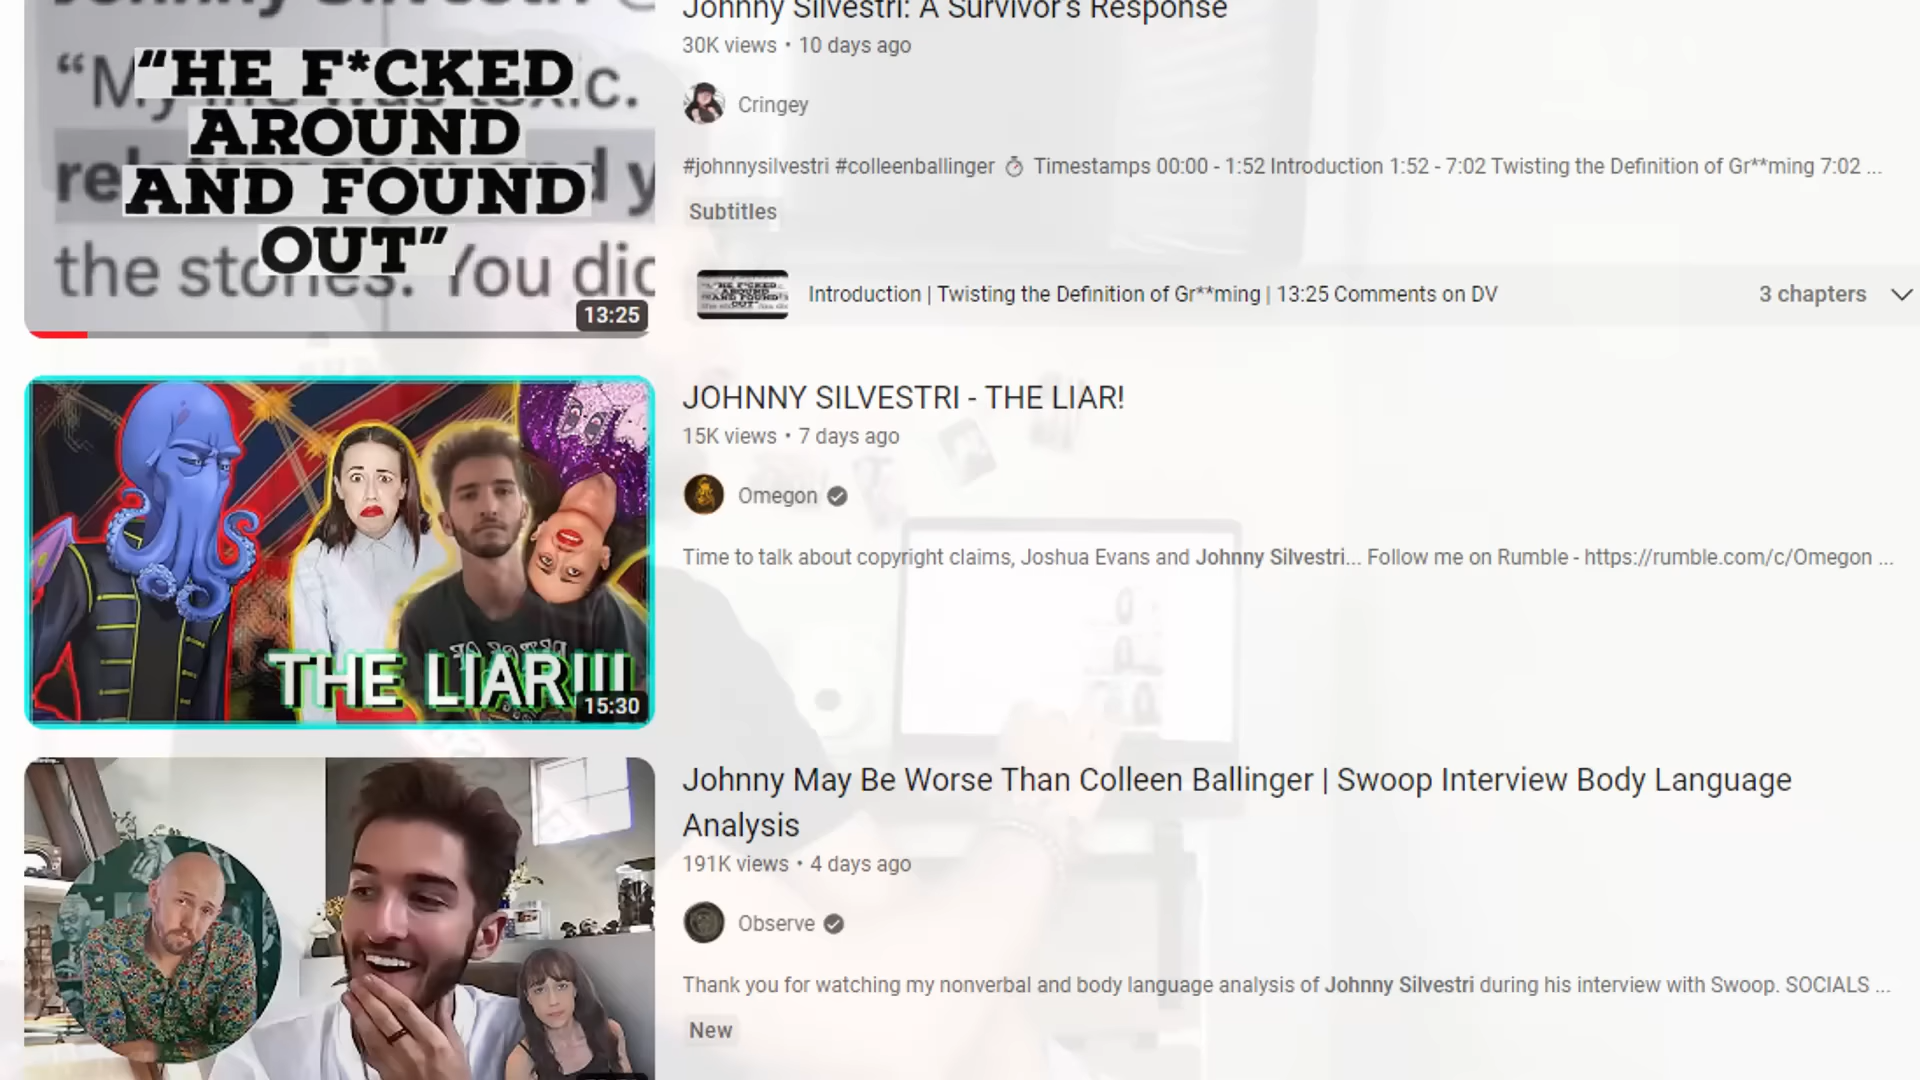 Johnny Silvestri: A Survivor's Response
30K views • 10 days ago
Cringey
#johnnysilvestri #colleenballinger ⏱ Timestamps 00:00 - 1:52 Introduction 1:52 - 7:02 Twisting the Definition of Gr**ming 7:02 ...
Subtitles
Introduction | Twisting the Definition of Gr**ming | 13:25 Comments on DV
3 chapters
"HE F*CKED
AROUND
AND FOUND
OUT"
the stories. You
13:25
JOHNNY SILVESTRI - THE LIAR!
15K views • 7 days ago
Omegon
Time to talk about copyright claims, Joshua Evans and Johnny Silvestri... Follow me on Rumble - https://rumble.com/c/Omegon ...
THE LIAR!!!
15:30
Johnny May Be Worse Than Colleen Ballinger | Swoop Interview Body Language
Analysis
191K views • 4 days ago
Observe
Thank you for watching my nonverbal and body language analysis of Johnny Silvestri during his interview with Swoop. SOCIALS ...
New